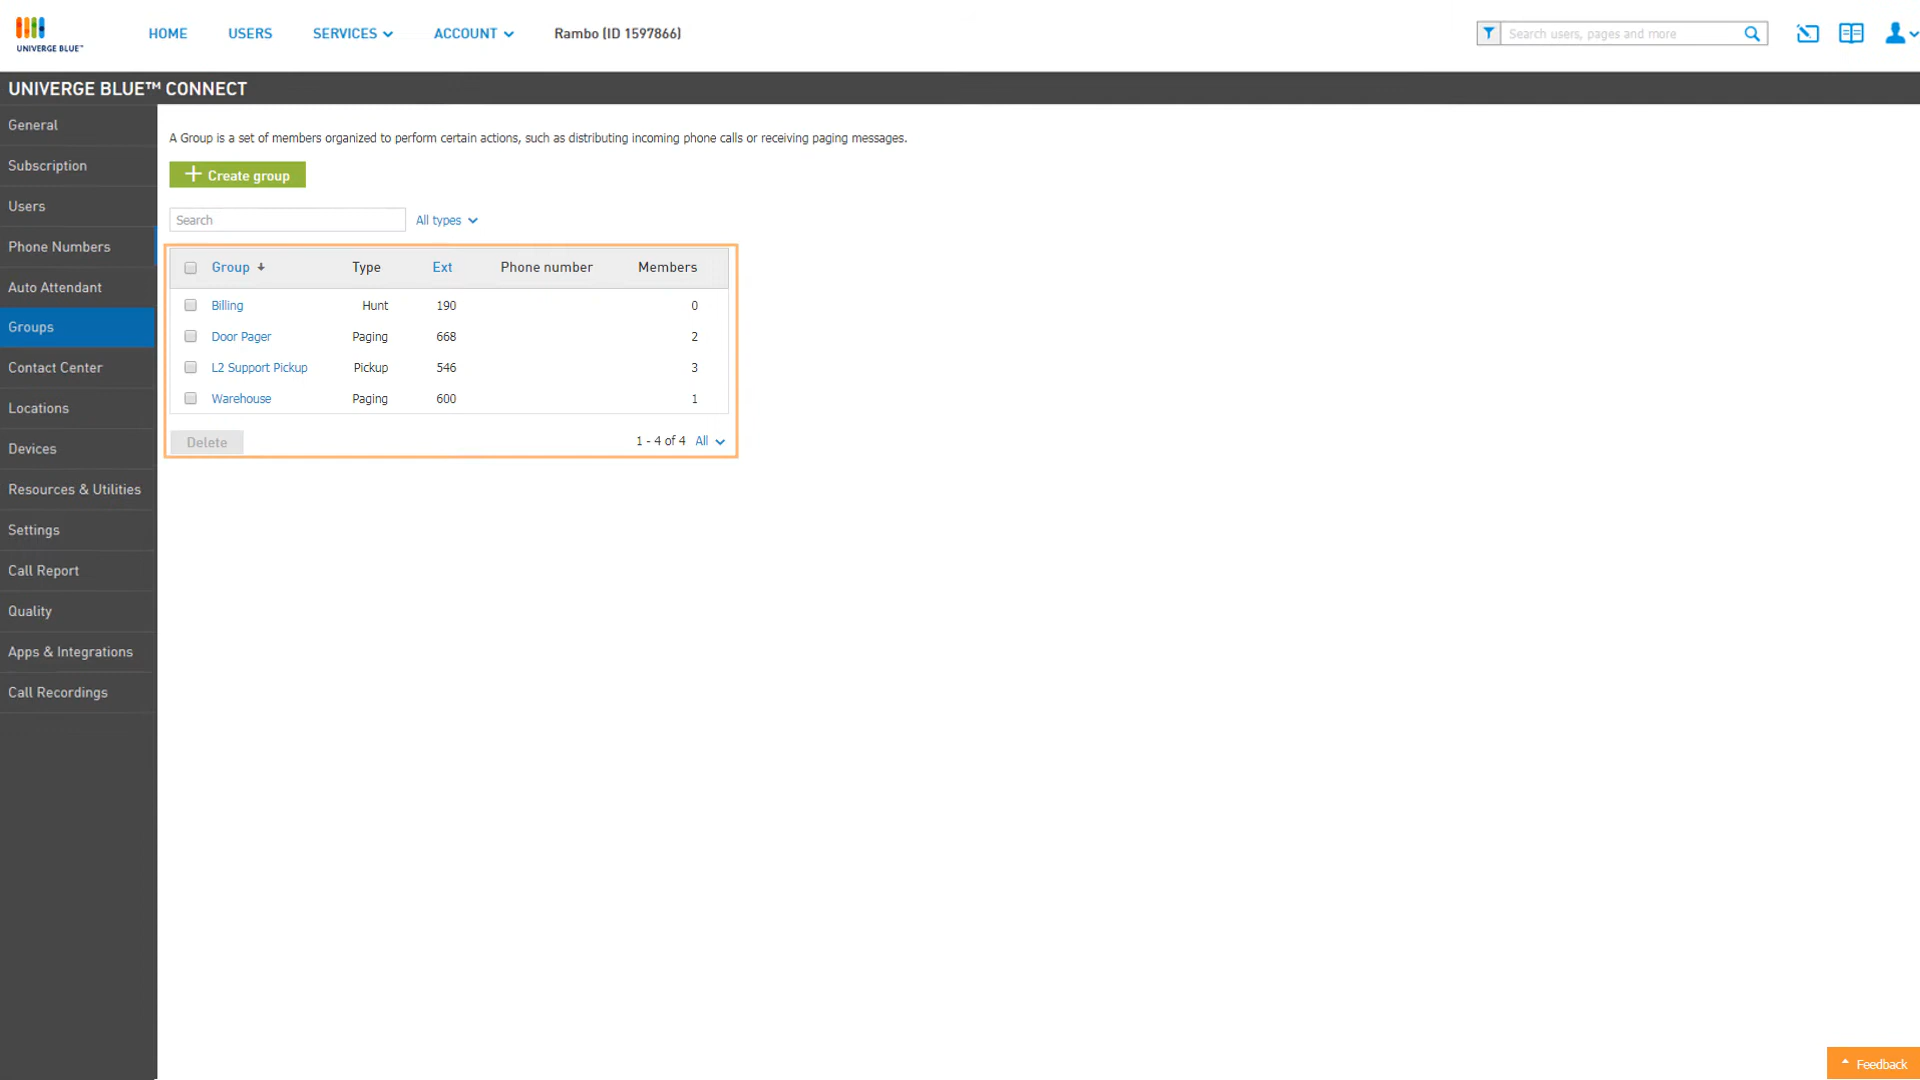 UNIVERGE BLUE™
HOME USERS SERVICES ACCOUNT Rambo (ID 1597866) Search users, pages and more
UNIVERGE BLUE™ CONNECT
General
Subscription
Users
Phone Numbers
Auto Attendant
Groups
Contact Center
Locations
Devices
Resources & Utilities
Settings
Call Report
Quality
Apps & Integrations
Call Recordings
A Group is a set of members organized to perform certain actions, such as distributing incoming phone calls or receiving paging messages.
Create group
Search All types
Group Type Ext Phone number Members
Billing Hunt 190 0
Door Pager Paging 668 2
L2 Support Pickup Pickup 546 3
Warehouse Paging 600 1
Delete 1 - 4 of 4 All
Feedback